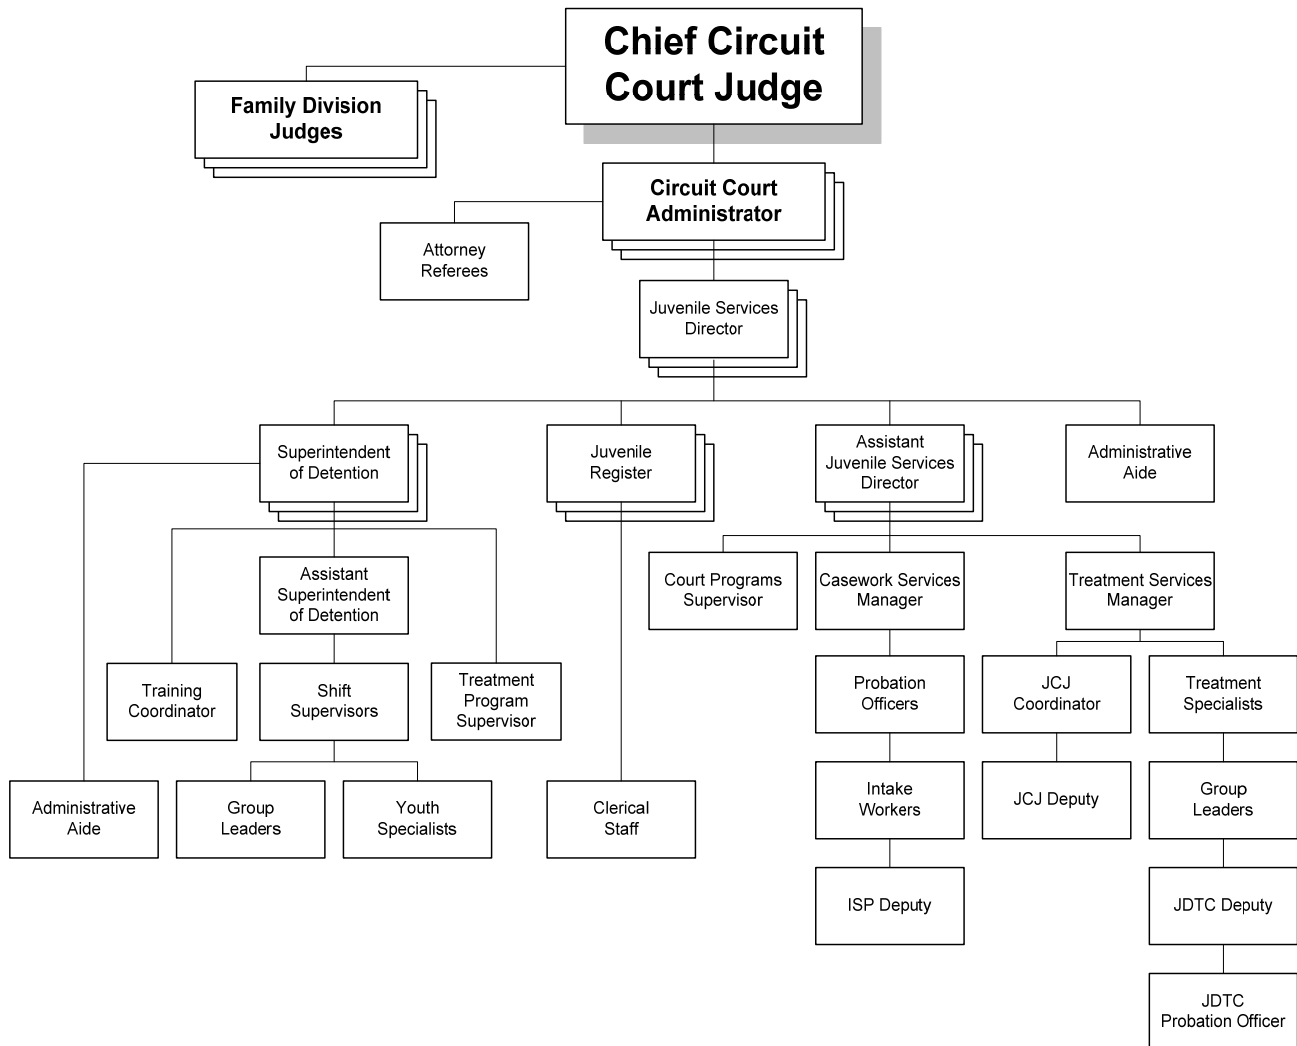 Chief Circuit
Court Judge
Family Division
Judges
Circuit Court
Administrator
Attorney
Referees
Juvenile Services
Director
Superintendent
of Detention
Juvenile
Register
Assistant
Juvenile Services
Director
Administrative
Aide
Assistant
Superintendent
of Detention
Court Programs
Supervisor
Casework Services
Manager
Treatment Services
Manager
Training
Coordinator
Shift
Supervisors
Treatment
Program
Supervisor
Probation
Officers
JCJ
Coordinator
Treatment
Specialists
Administrative
Aide
Group
Leaders
Youth
Specialists
Clerical
Staff
Intake
Workers
JCJ Deputy
Group
Leaders
ISP Deputy
JDTC Deputy
JDTC
Probation Officer